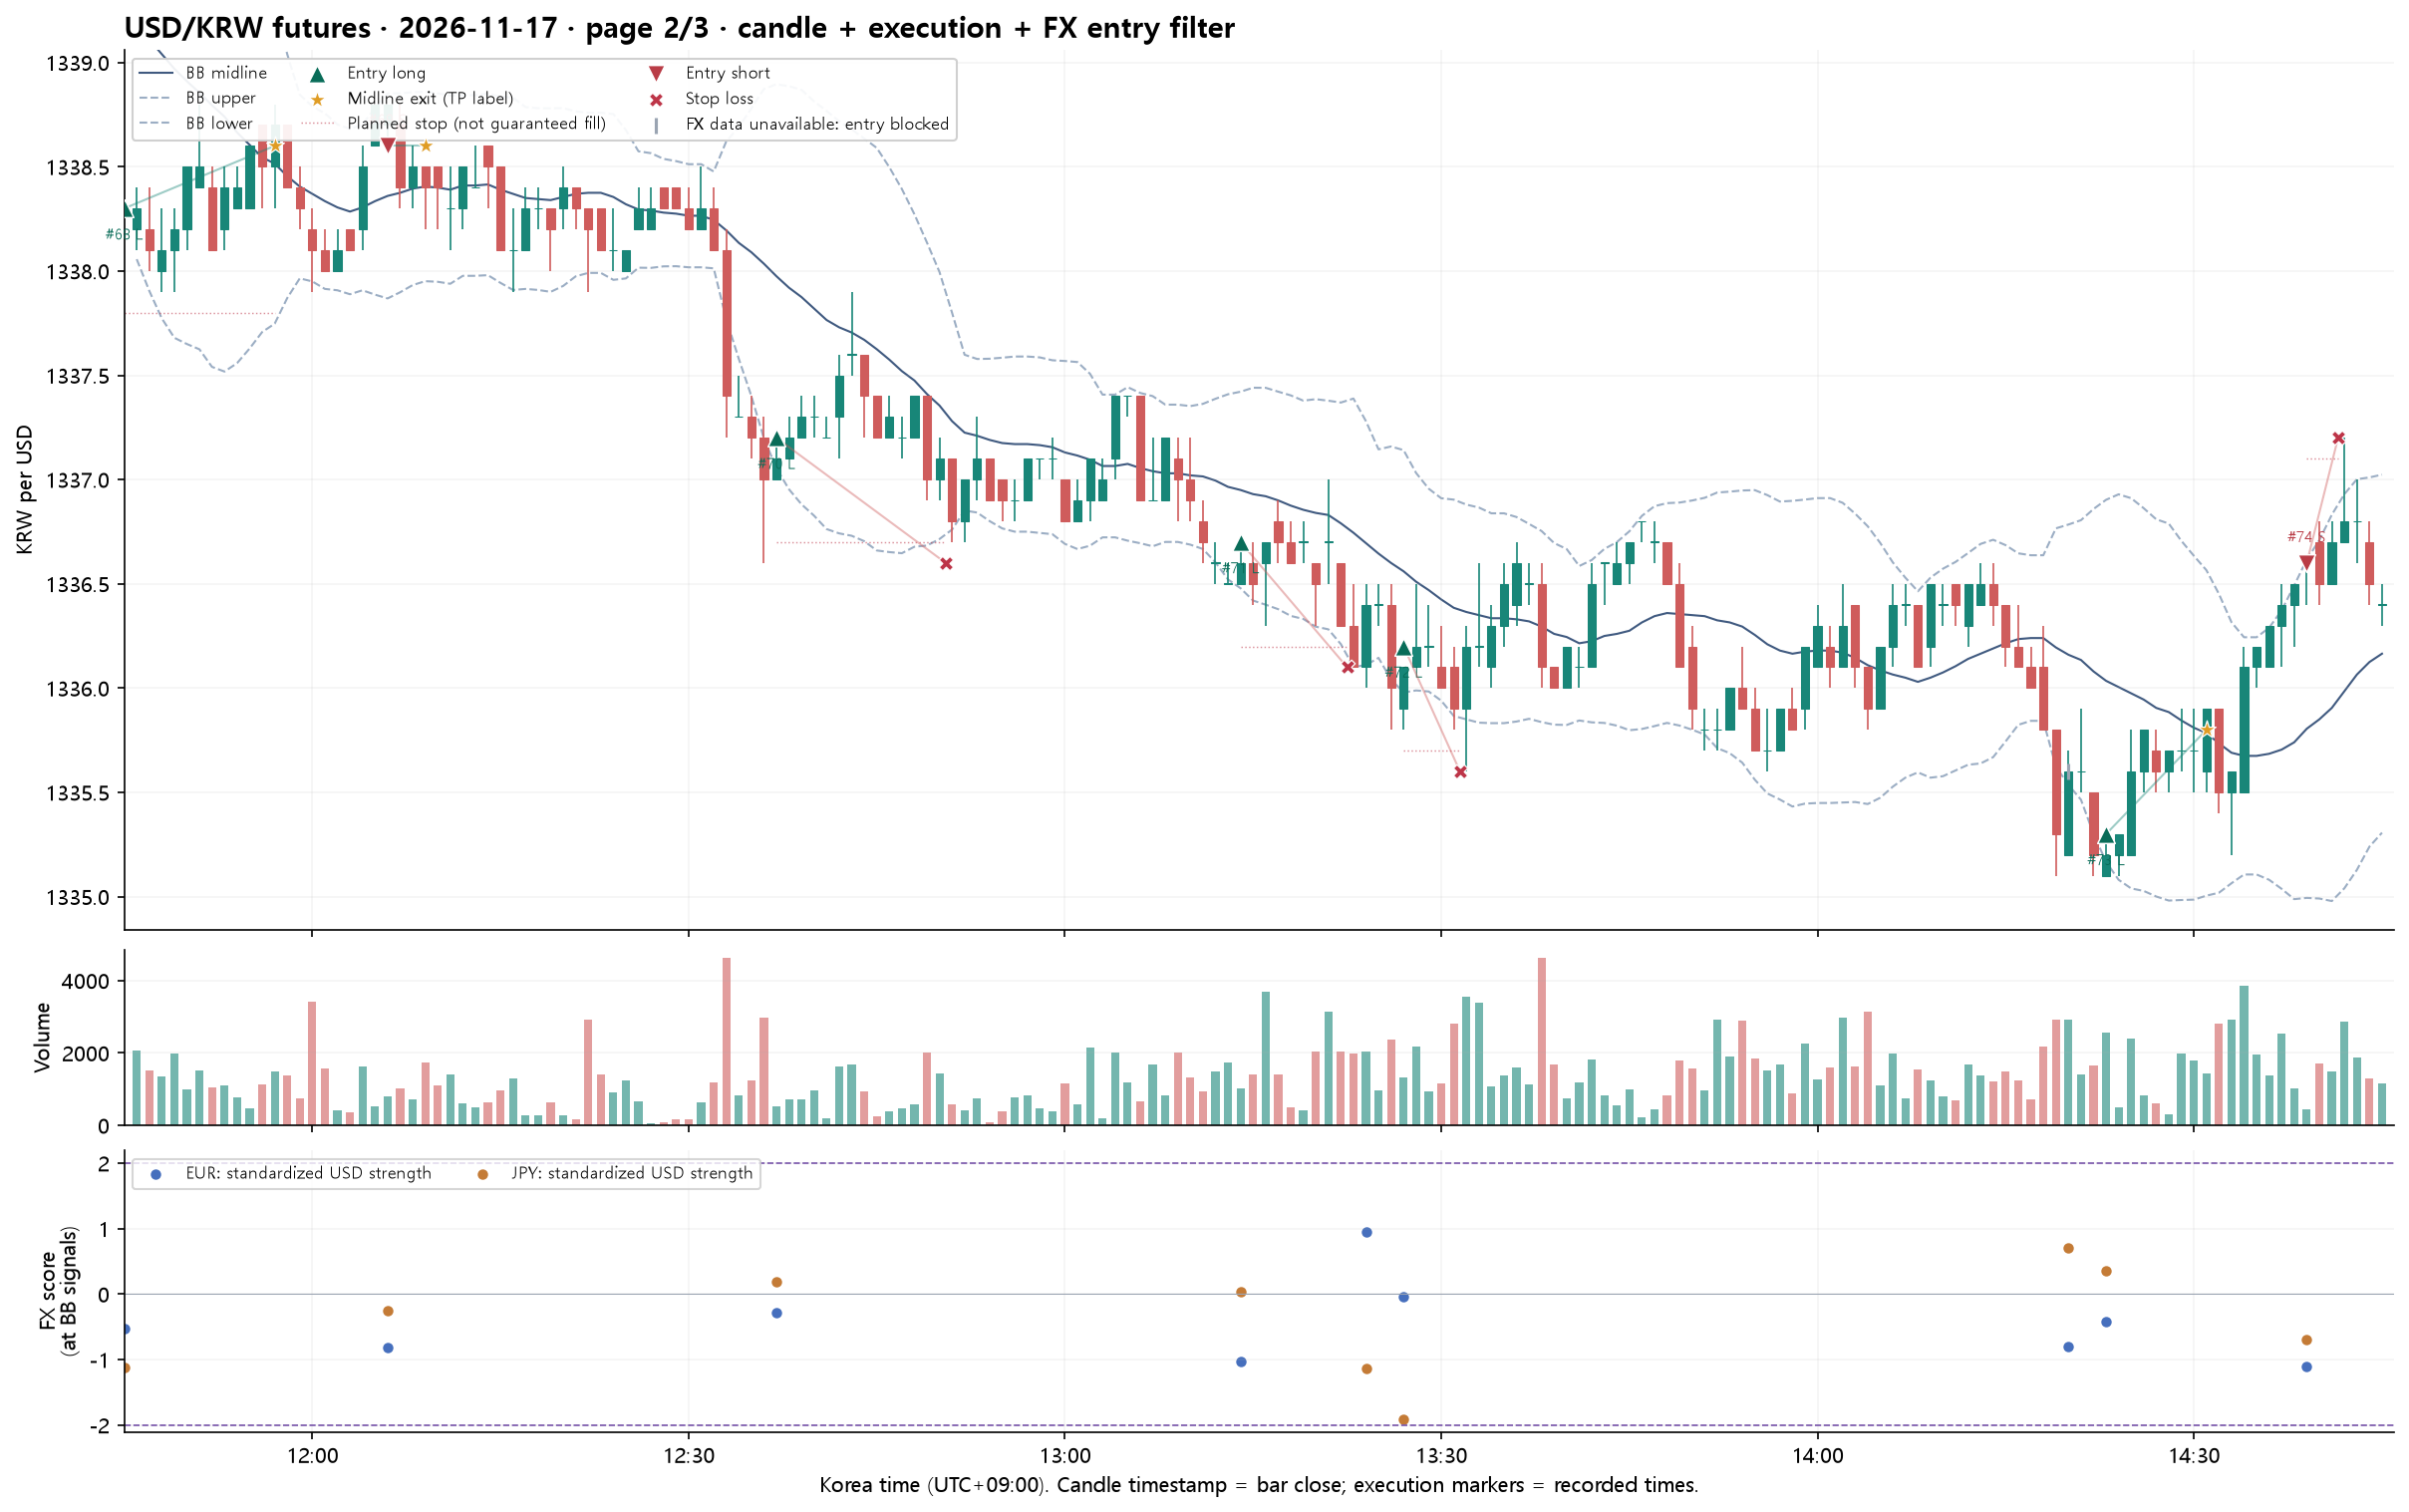 USD/KRW futures · 2026-11-17 · page 2/3 · candle + execution + FX entry filter
BB midline
BB upper
BB lower
Entry long
Midline exit (TP label)
Planned stop (not guaranteed fill)
Entry short
Stop loss
FX data unavailable: entry blocked
KRW per USD
1339.0
1338.5
1338.0
1337.5
1337.0
1336.5
1336.0
1335.5
1335.0
#74 S
Volume
4000
2000
0
EUR: standardized USD strength
JPY: standardized USD strength
FX score
(at BB signals)
2
1
0
-1
-2
12:00
12:30
13:00
13:30
14:00
14:30
Korea time (UTC+09:00). Candle timestamp = bar close; execution markers = recorded times.